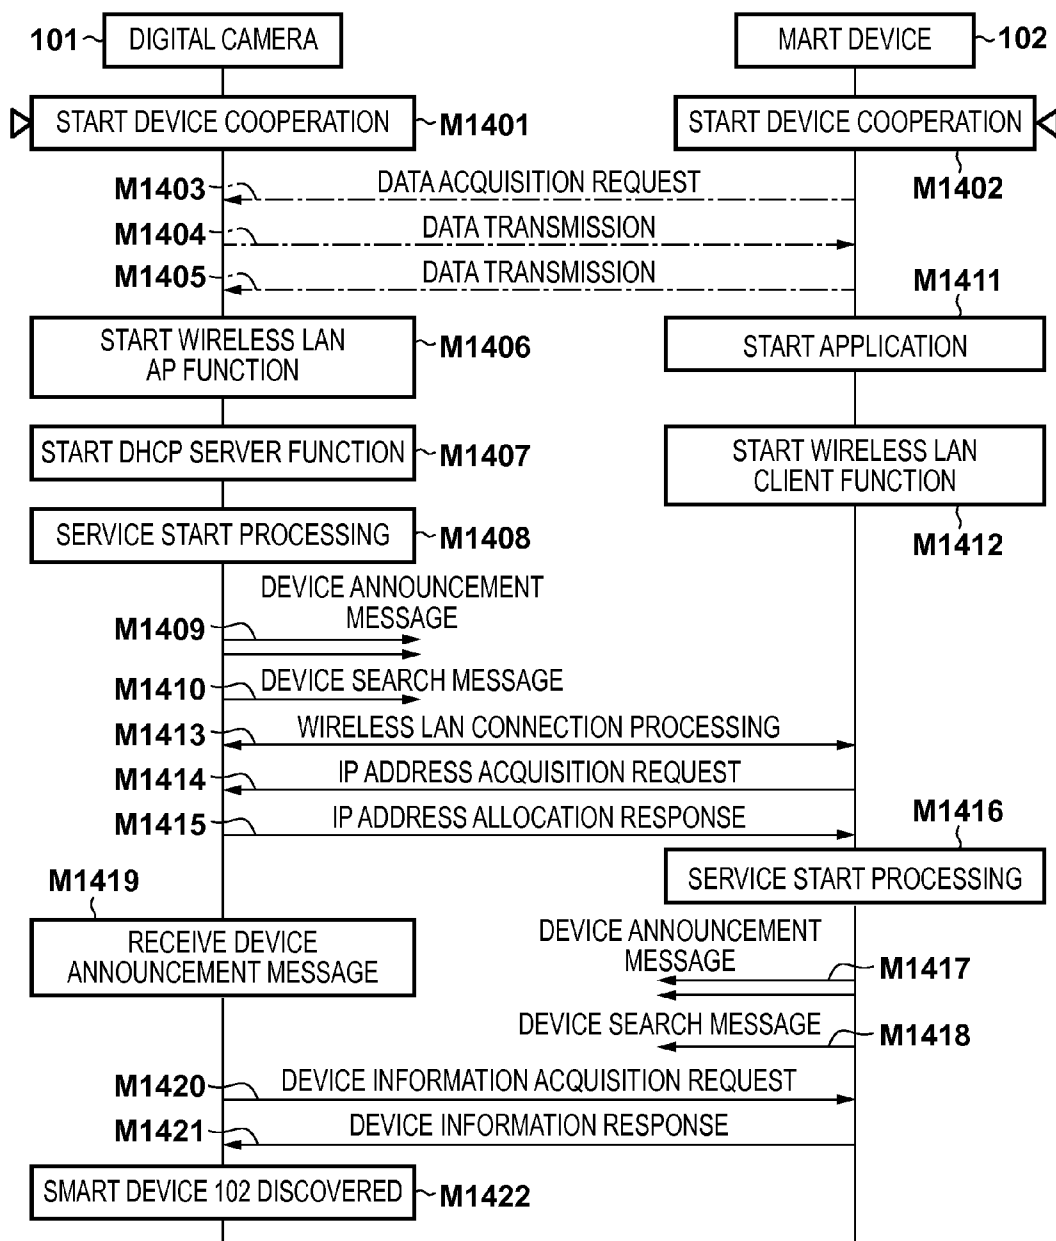 101
DIGITAL CAMERA
MART DEVICE
102
START DEVICE COOPERATION
M1401
START DEVICE COOPERATION
M1402
M1403
DATA ACQUISITION REQUEST
M1404
DATA TRANSMISSION
M1405
DATA TRANSMISSION
M1411
START WIRELESS LAN
AP FUNCTION
M1406
START APPLICATION
START DHCP SERVER FUNCTION
M1407
START WIRELESS LAN
CLIENT FUNCTION
M1412
SERVICE START PROCESSING
M1408
DEVICE ANNOUNCEMENT
MESSAGE
M1409
M1410
DEVICE SEARCH MESSAGE
M1413
WIRELESS LAN CONNECTION PROCESSING
M1414
IP ADDRESS ACQUISITION REQUEST
M1415
IP ADDRESS ALLOCATION RESPONSE
M1416
SERVICE START PROCESSING
M1419
RECEIVE DEVICE
ANNOUNCEMENT MESSAGE
DEVICE ANNOUNCEMENT
MESSAGE
M1417
DEVICE SEARCH MESSAGE
M1418
M1420
DEVICE INFORMATION ACQUISITION REQUEST
M1421
DEVICE INFORMATION RESPONSE
SMART DEVICE 102 DISCOVERED
M1422